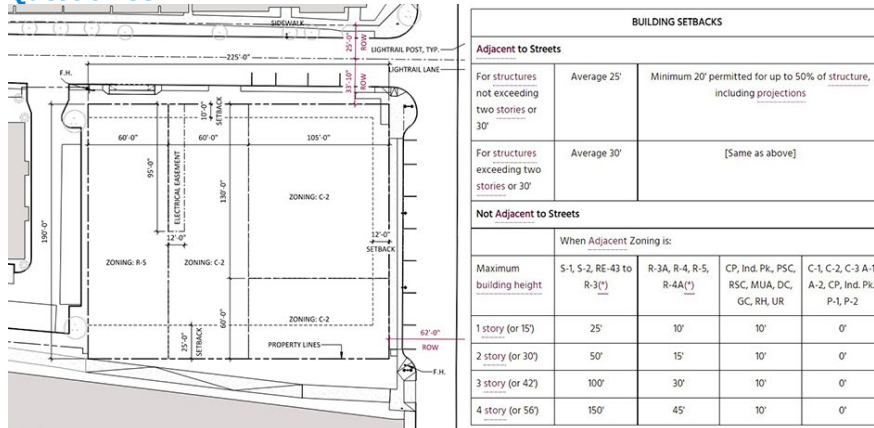 SIDEWALK
25'-0"
ROW
LIGHTRAIL POST, TYP.
225'-0"
LIGHTRAIL LANE
F.H.
33'-10"
ROW
10'-0"
SETBACK
60'-0"
60'-0"
105'-0"
95'-0"
ELECTRICAL EASEMENT
130'-0"
ZONING: C-2
190'-0"
12'-0"
12'-0"
SETBACK
ZONING: R-5
ZONING: C-2
60'-0"
ZONING: C-2
25'-0"
SETBACK
PROPERTY LINES
62'-0"
ROW
F.H.
BUILDING SETBACKS
Adjacent to Streets
For structures
not exceeding
two stories or
30'
Average 25'
Minimum 20' permitted for up to 50% of structure,
including projections
For structures
exceeding two
stories or 30'
Average 30'
[Same as above]
Not Adjacent to Streets
When Adjacent Zoning is:
Maximum
building height
S-1, S-2, RE-43 to
R-3(*)
R-3A, R-4, R-5,
R-4A(*)
CP, Ind. Pk., PSC,
RSC, MUA, DC,
GC, RH, UR
C-1, C-2, C-3 A-1
A-2, CP, Ind. Pk.
P-1, P-2
1 story (or 15') 25' 10' 10' 0'
2 story (or 30') 50' 15' 10' 0'
3 story (or 42') 100' 30' 10' 0'
4 story (or 56') 150' 45' 10' 0'